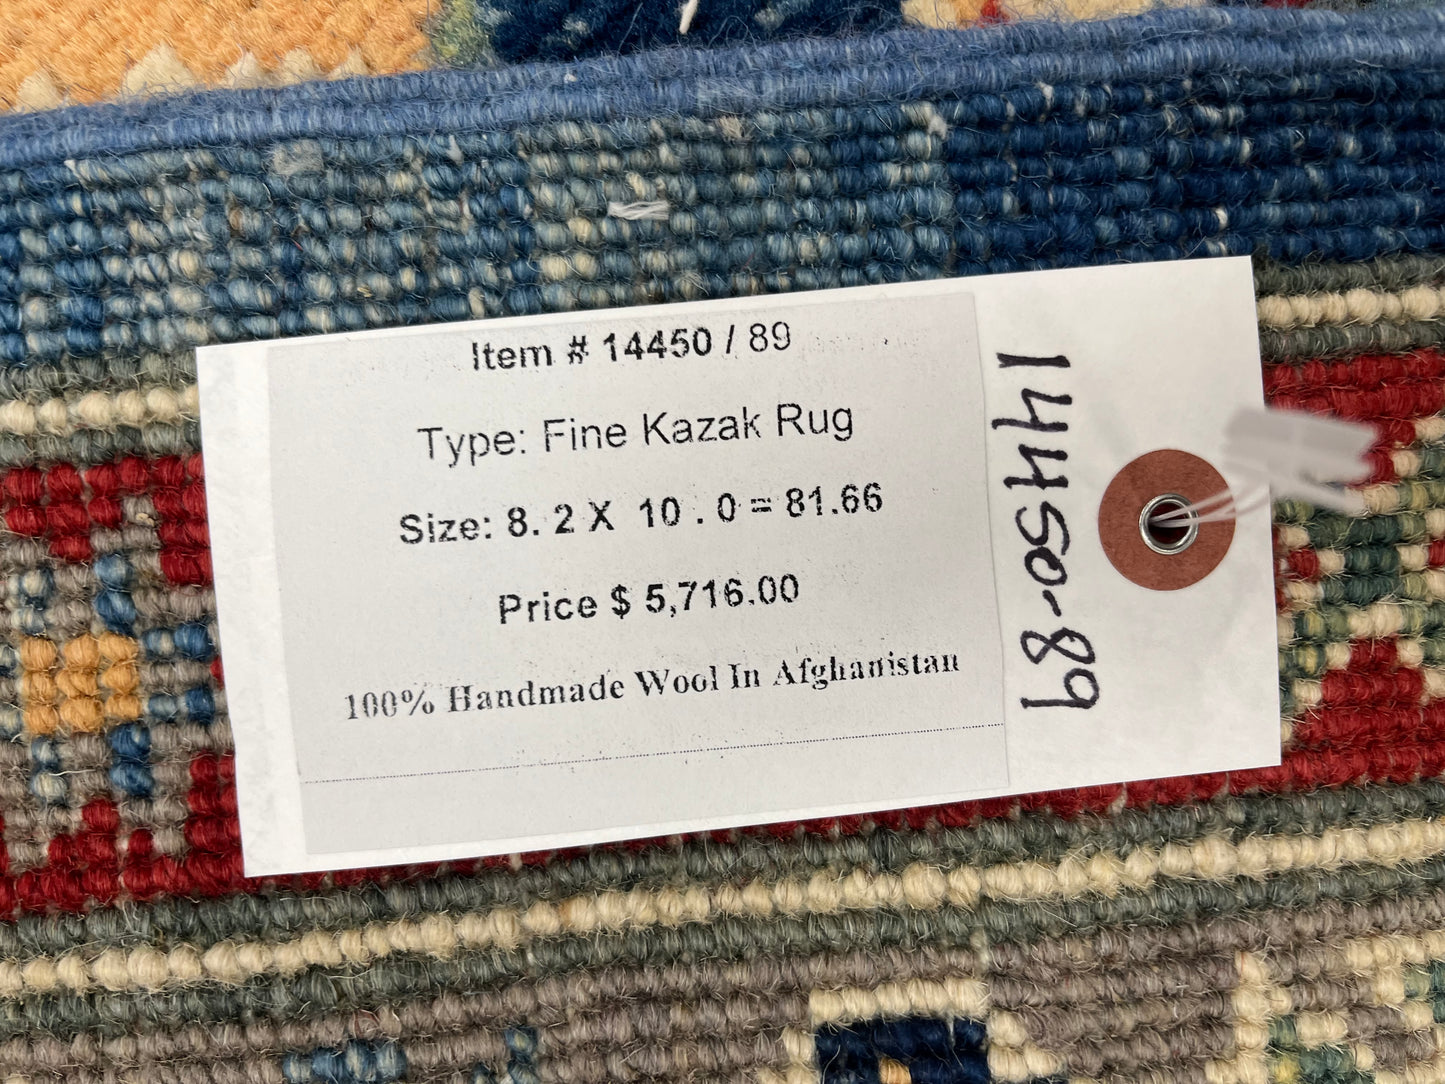 Item # 14450 / 89
Type: Fine Kazak Rug
Size: 8. 2 X 10 . 0 = 81.66
Price $ 5,716.00
100% Handmade Wool In Afghanistan
14450-89